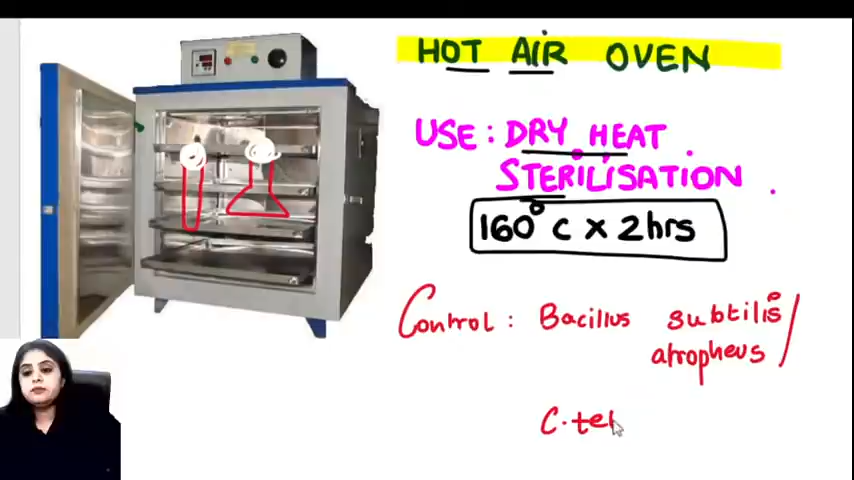 HOT AIR OVEN
USE: DRY HEAT
STERILISATION
160° C x 2hrs
Control: Bacillus subtilis/
atropheus
C. tet